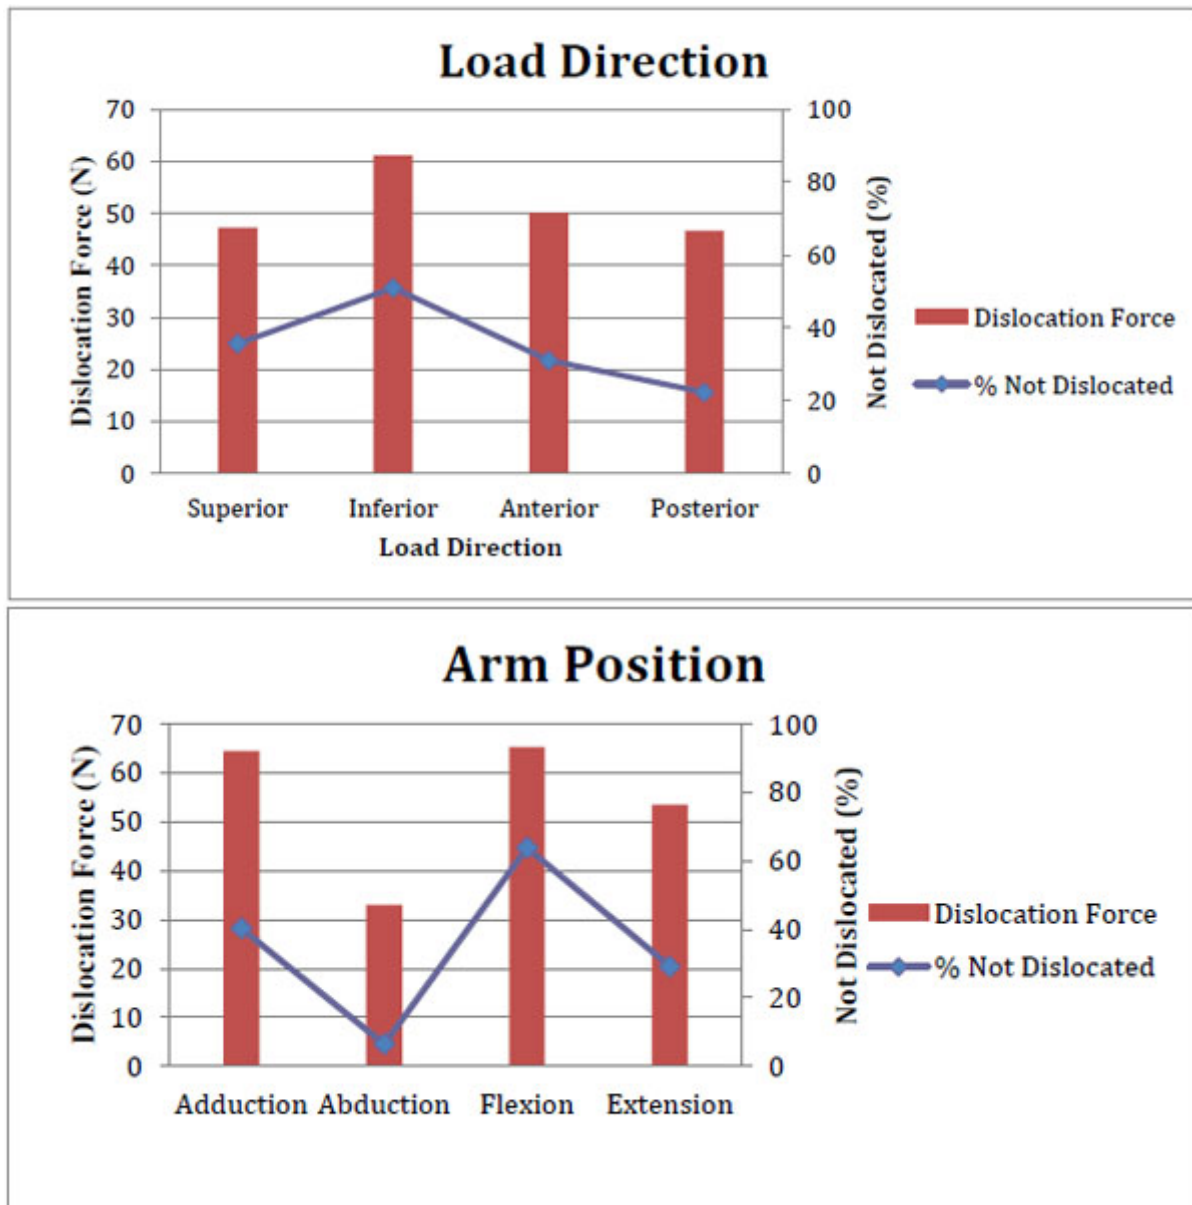 Load Direction
70
60
50
40
30
20
10
0
Dislocation Force (N)
100
80
60
40
20
0
Not Dislocated (%)
Superior Inferior Anterior Posterior
Load Direction
Dislocation Force
% Not Dislocated
Arm Position
70
60
50
40
30
20
10
0
Dislocation Force (N)
100
80
60
40
20
0
Not Dislocated (%)
Adduction Abduction Flexion Extension
Dislocation Force
% Not Dislocated